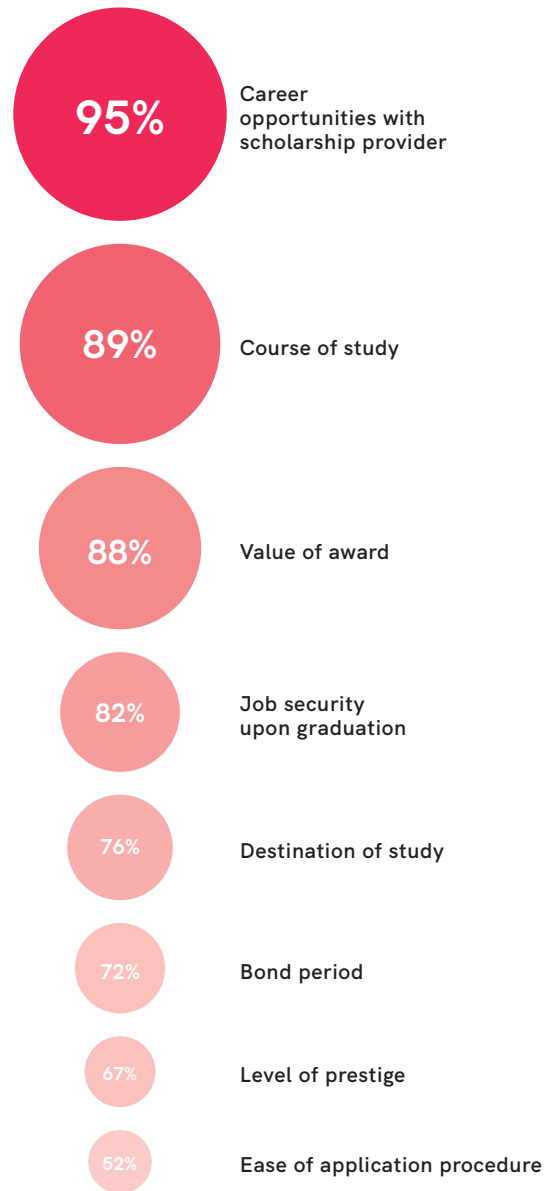 95%
Career
opportunities with
scholarship provider
89%
Course of study
88%
Value of award
82%
Job security
upon graduation
76%
Destination of study
72%
Bond period
67%
Level of prestige
52%
Ease of application procedure